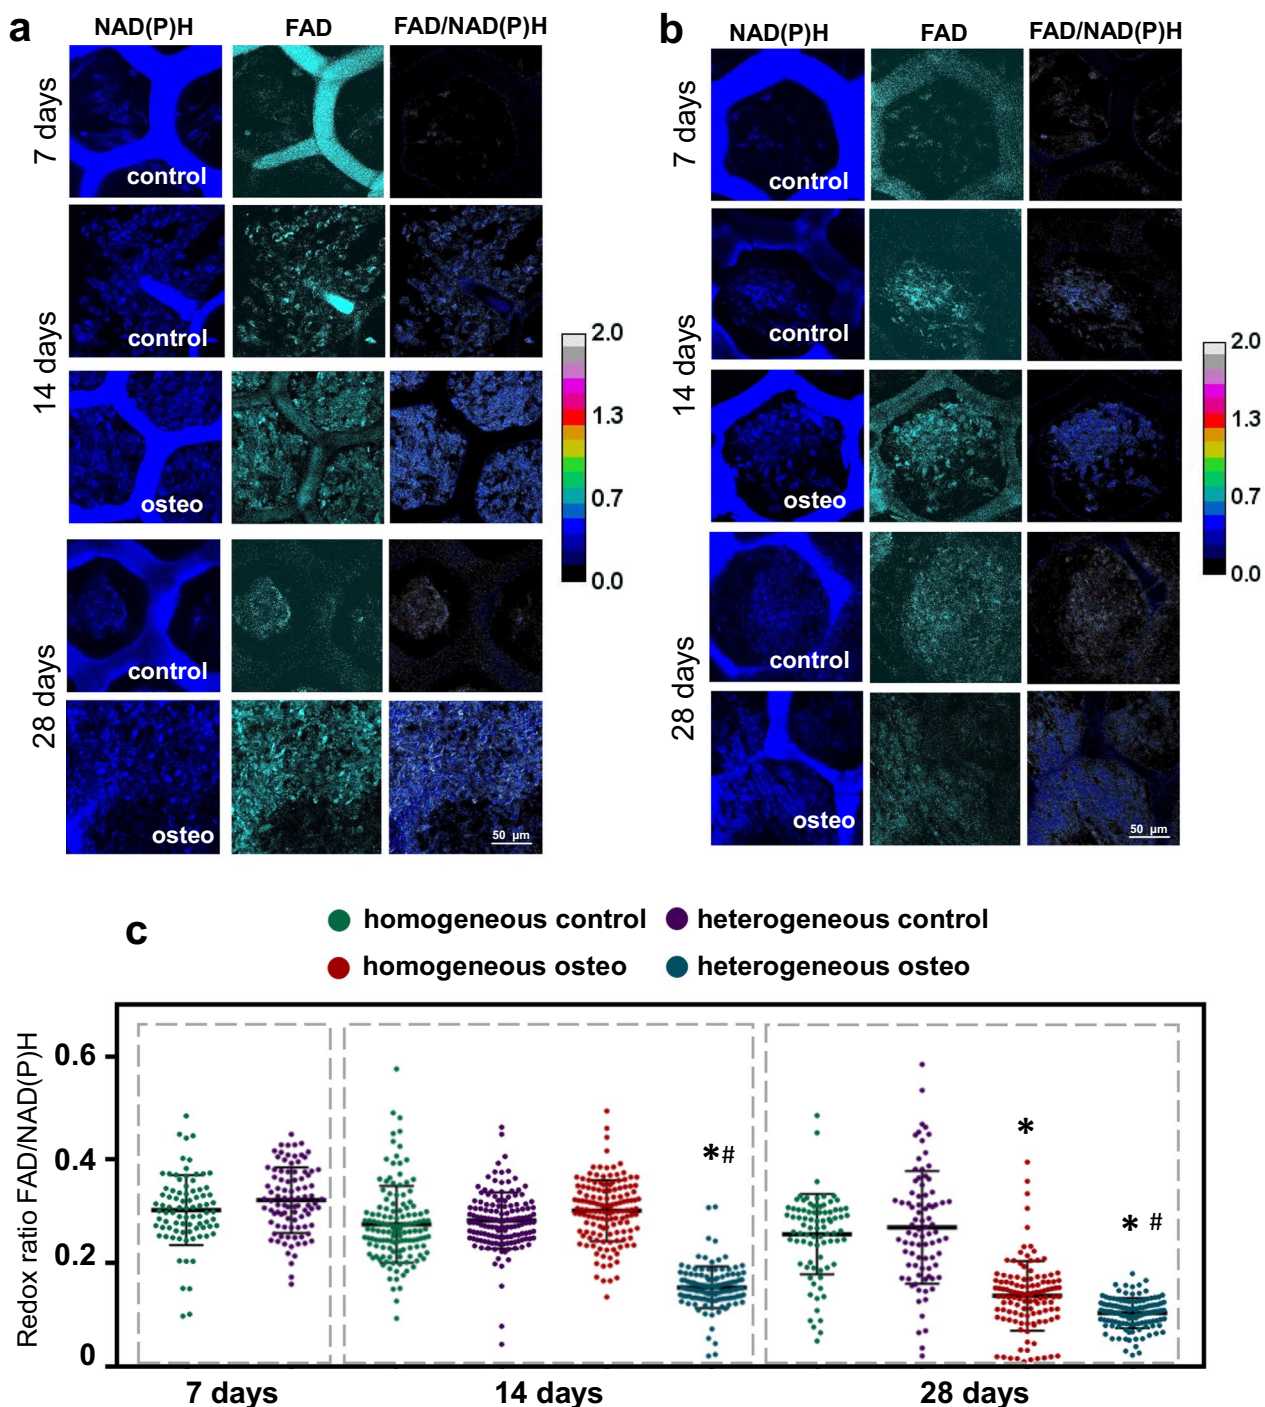 a
NAD(P)H FAD FAD/NAD(P)H
7 days
control
14 days
control
osteo
28 days
control
osteo
50 µm
2.0
1.3
0.7
0.0
b
NAD(P)H FAD FAD/NAD(P)H
7 days
control
14 days
control
osteo
28 days
control
osteo
50 µm
2.0
1.3
0.7
0.0
c
homogeneous control heterogeneous control
homogeneous osteo heterogeneous osteo
Redox ratio FAD/NAD(P)H
0.6
0.4
0.2
0
*#
*
* #
7 days 14 days 28 days